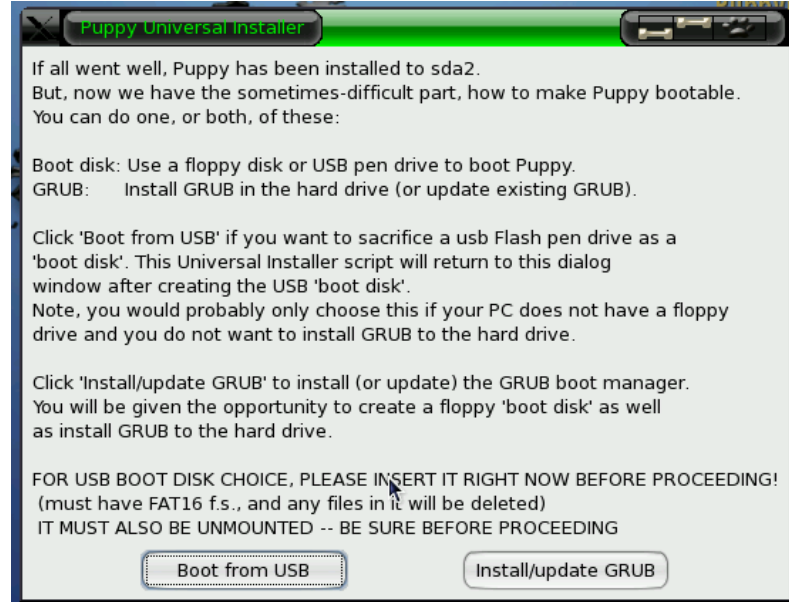 Puppy Universal Installer
If all went well, Puppy has been installed to sda2.
But, now we have the sometimes-difficult part, how to make Puppy bootable.
You can do one, or both, of these:
Boot disk: Use a floppy disk or USB pen drive to boot Puppy.
GRUB: Install GRUB in the hard drive (or update existing GRUB).
Click 'Boot from USB' if you want to sacrifice a usb Flash pen drive as a
'boot disk'. This Universal Installer script will return to this dialog
window after creating the USB 'boot disk'.
Note, you would probably only choose this if your PC does not have a floppy
drive and you do not want to install GRUB to the hard drive.
Click 'Install/update GRUB' to install (or update) the GRUB boot manager.
You will be given the opportunity to create a floppy 'boot disk' as well
as install GRUB to the hard drive.
FOR USB BOOT DISK CHOICE, PLEASE INSERT IT RIGHT NOW BEFORE PROCEEDING!
(must have FAT16 f.s., and any files in it will be deleted)
IT MUST ALSO BE UNMOUNTED -- BE SURE BEFORE PROCEEDING
Boot from USB
Install/update GRUB